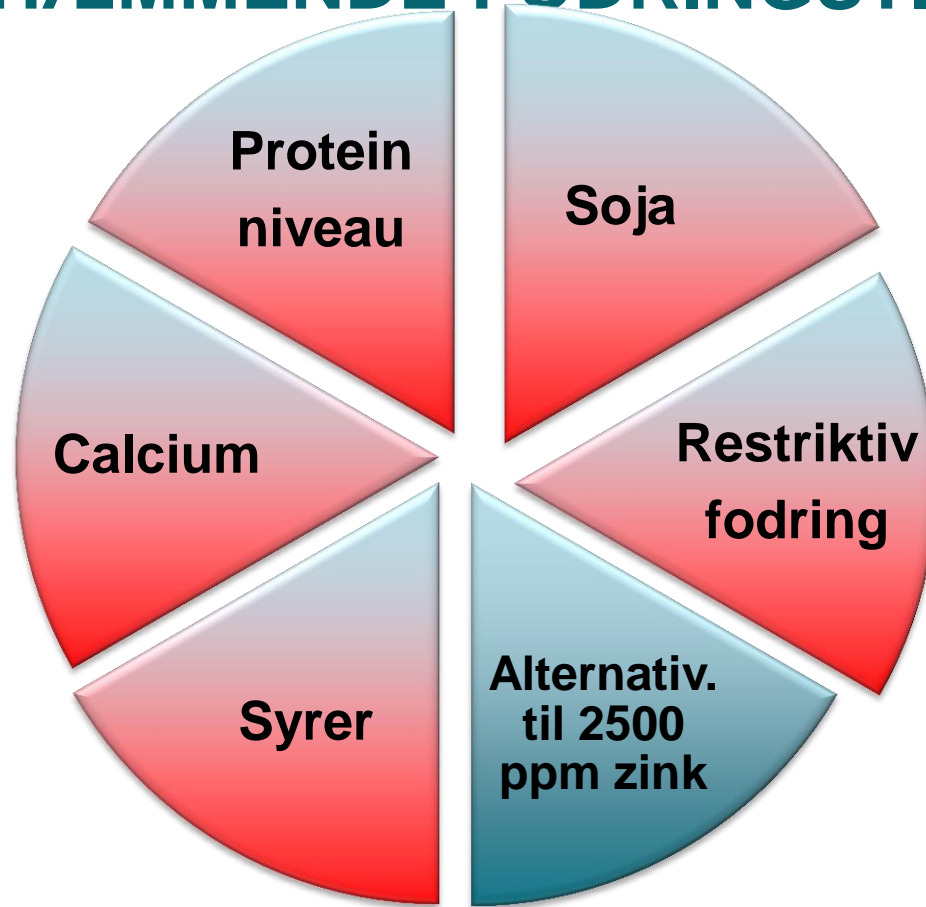 Protein
niveau
Soja
Calcium
Restriktiv
fodring
Syrer
Alternativ.
til 2500
ppm zink